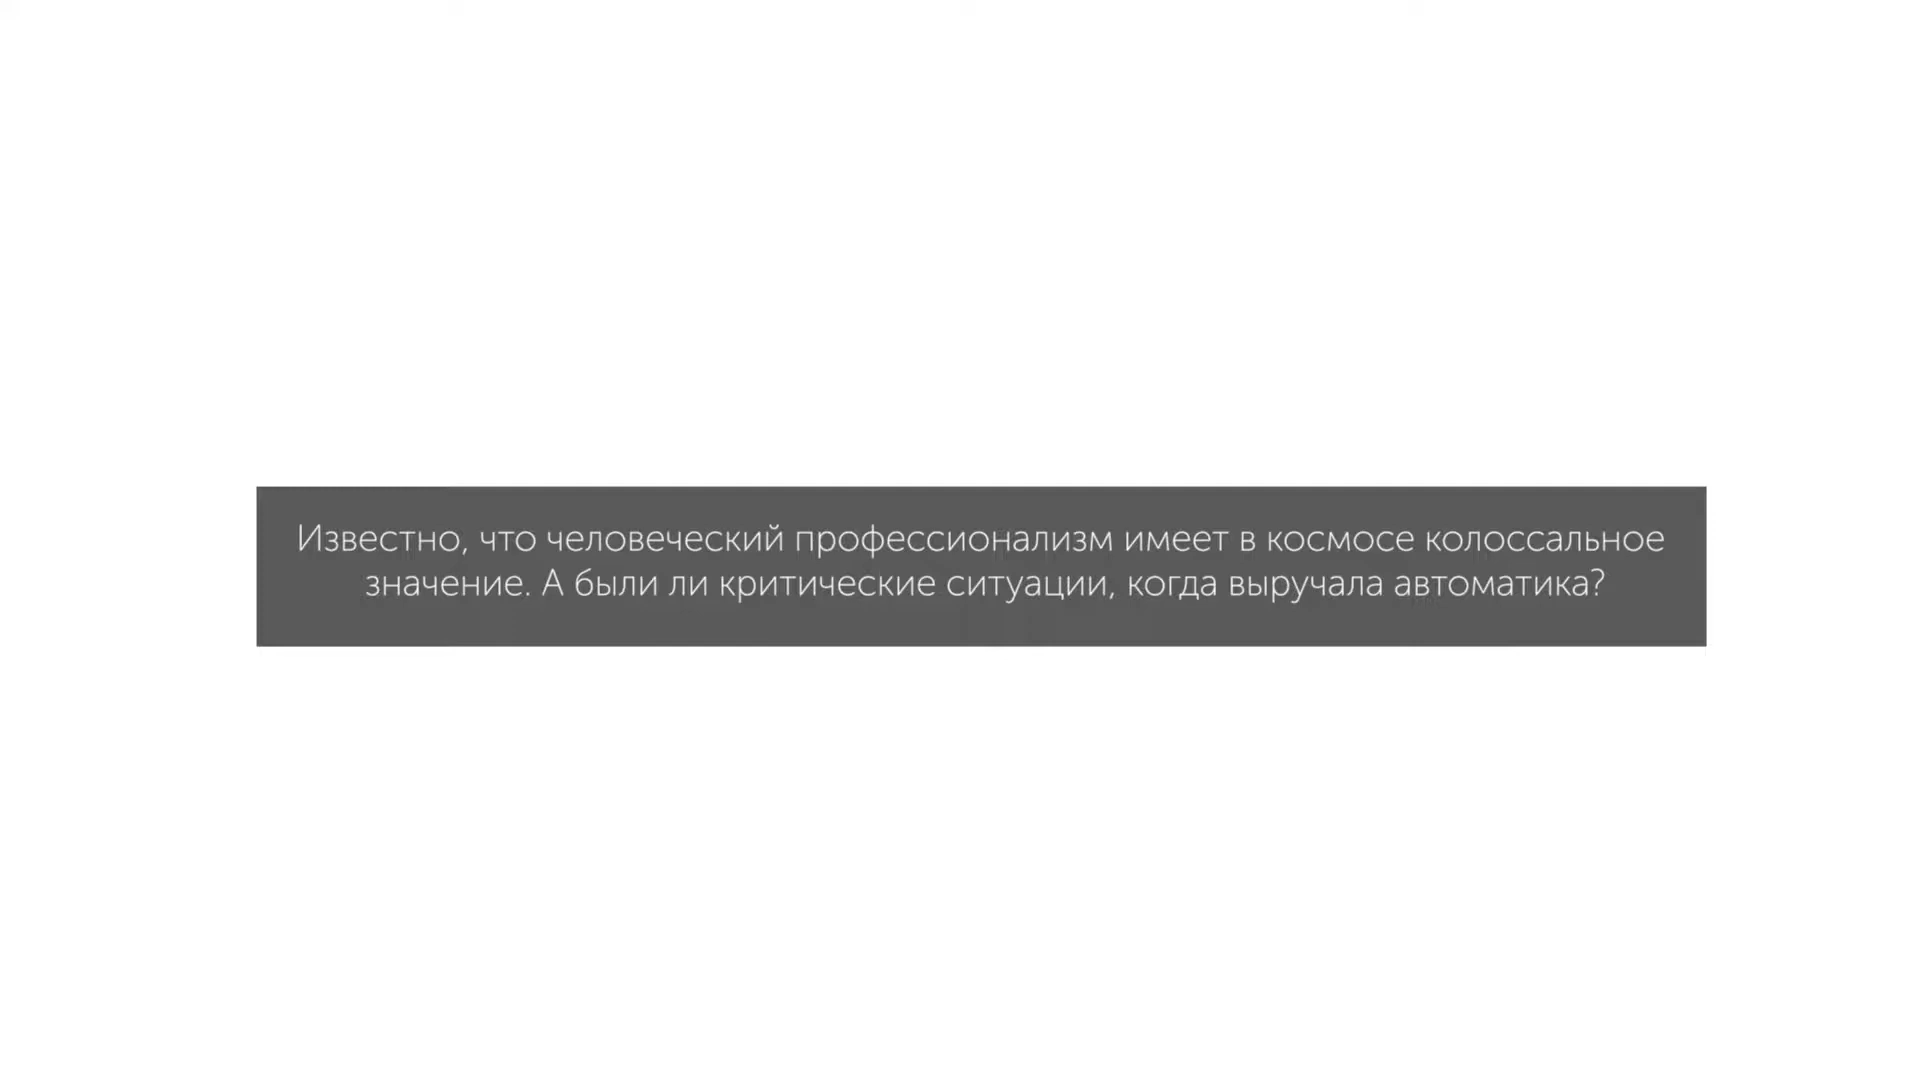 Известно, что человеческий профессионализм имеет в космосе колоссальное
значение. А были ли критические ситуации, когда выручала автоматика?